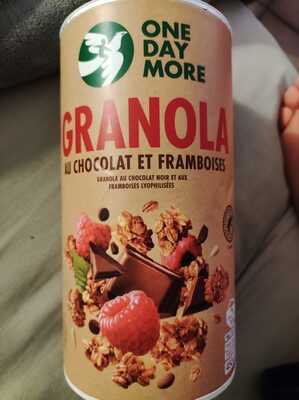 ONE
DAY
MORE
GRANOLA
AU CHOCOLAT ET FRAMBOISES
GRANOLA AU CHOCOLAT NOIR ET AUX
FRAMBOISES LYOPHILISÉES